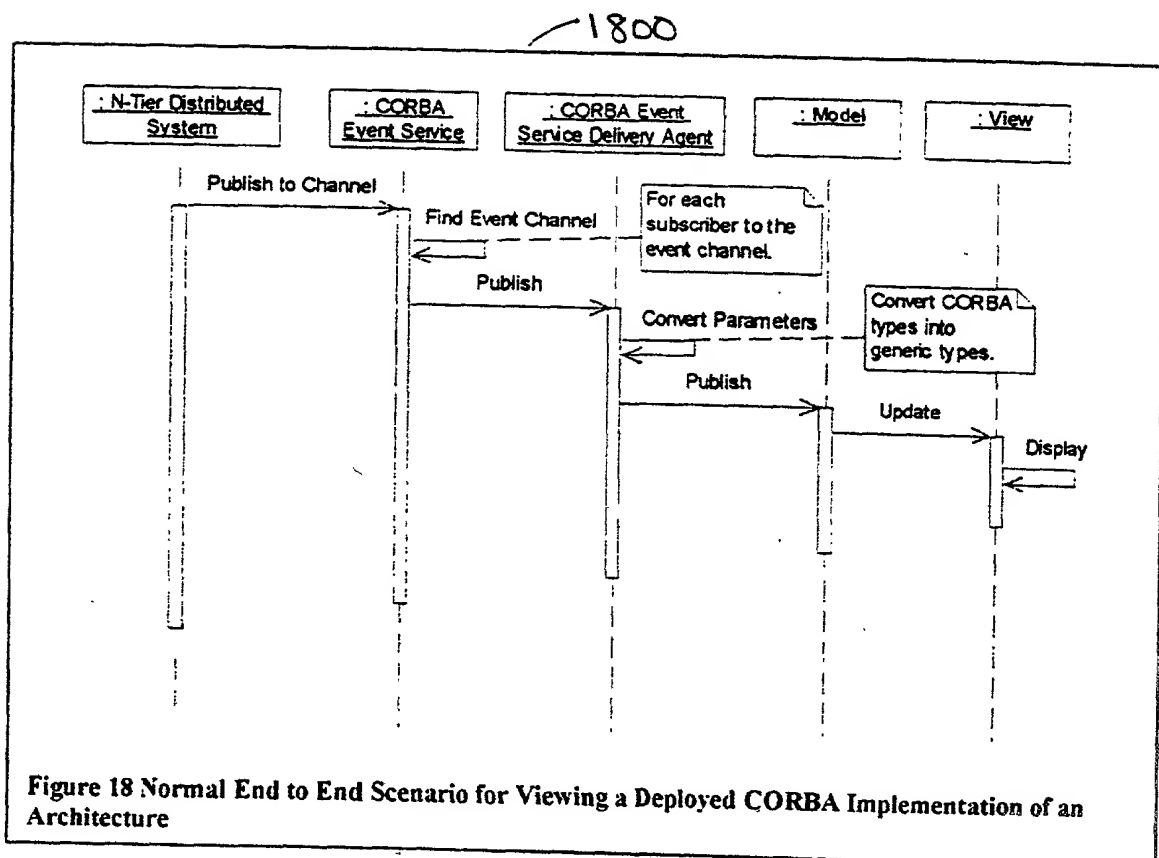 1800
: N-Tier Distributed
System
: CORBA
Event Service
: CORBA Event
Service Delivery Agent
: Model
: View
Publish to Channel
Find Event Channel
For each
subscriber to the
event channel.
Publish
Convert Parameters
Convert CORBA
types into
generic types.
Publish
Update
Display
Figure 18 Normal End to End Scenario for Viewing a Deployed CORBA Implementation of an
Architecture